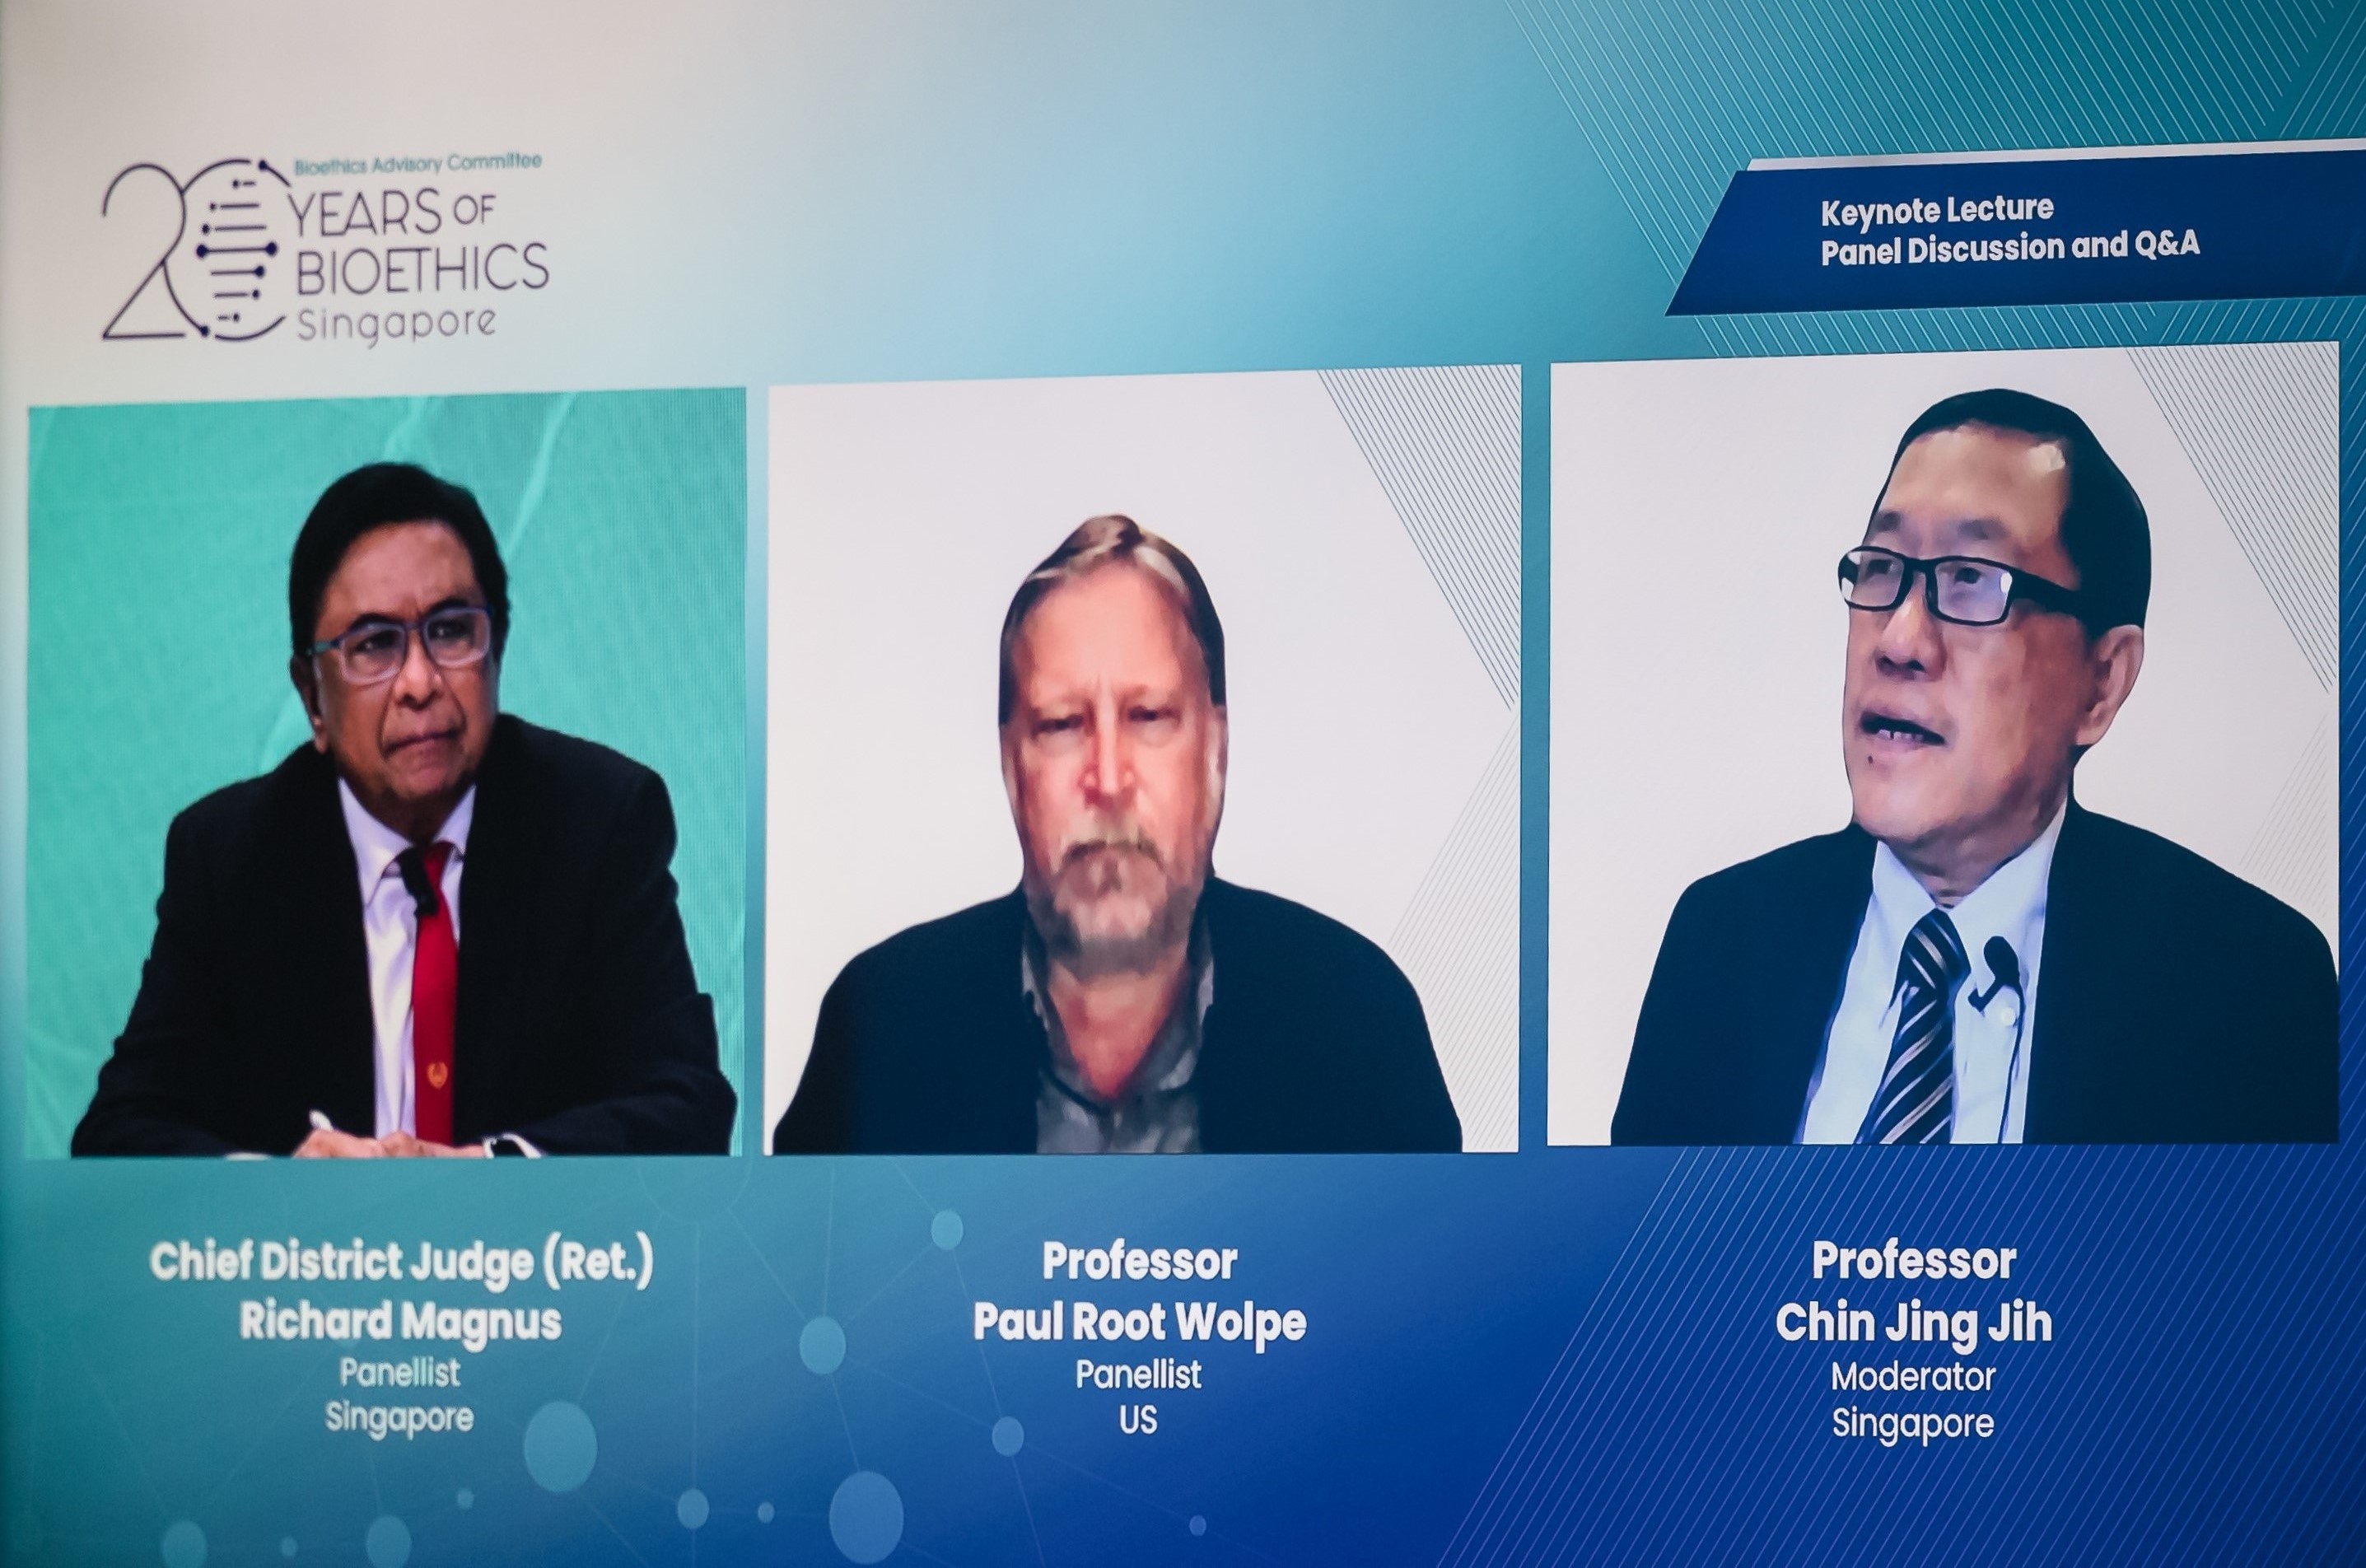 Bioethics Advisory Committee
20 YEARS OF
BIOETHICS
Singapore
Keynote Lecture
Panel Discussion and Q&A
Chief District Judge (Ret.)
Richard Magnus
Panellist
Singapore
Professor
Paul Root Wolpe
Panellist
US
Professor
Chin Jing Jih
Moderator
Singapore